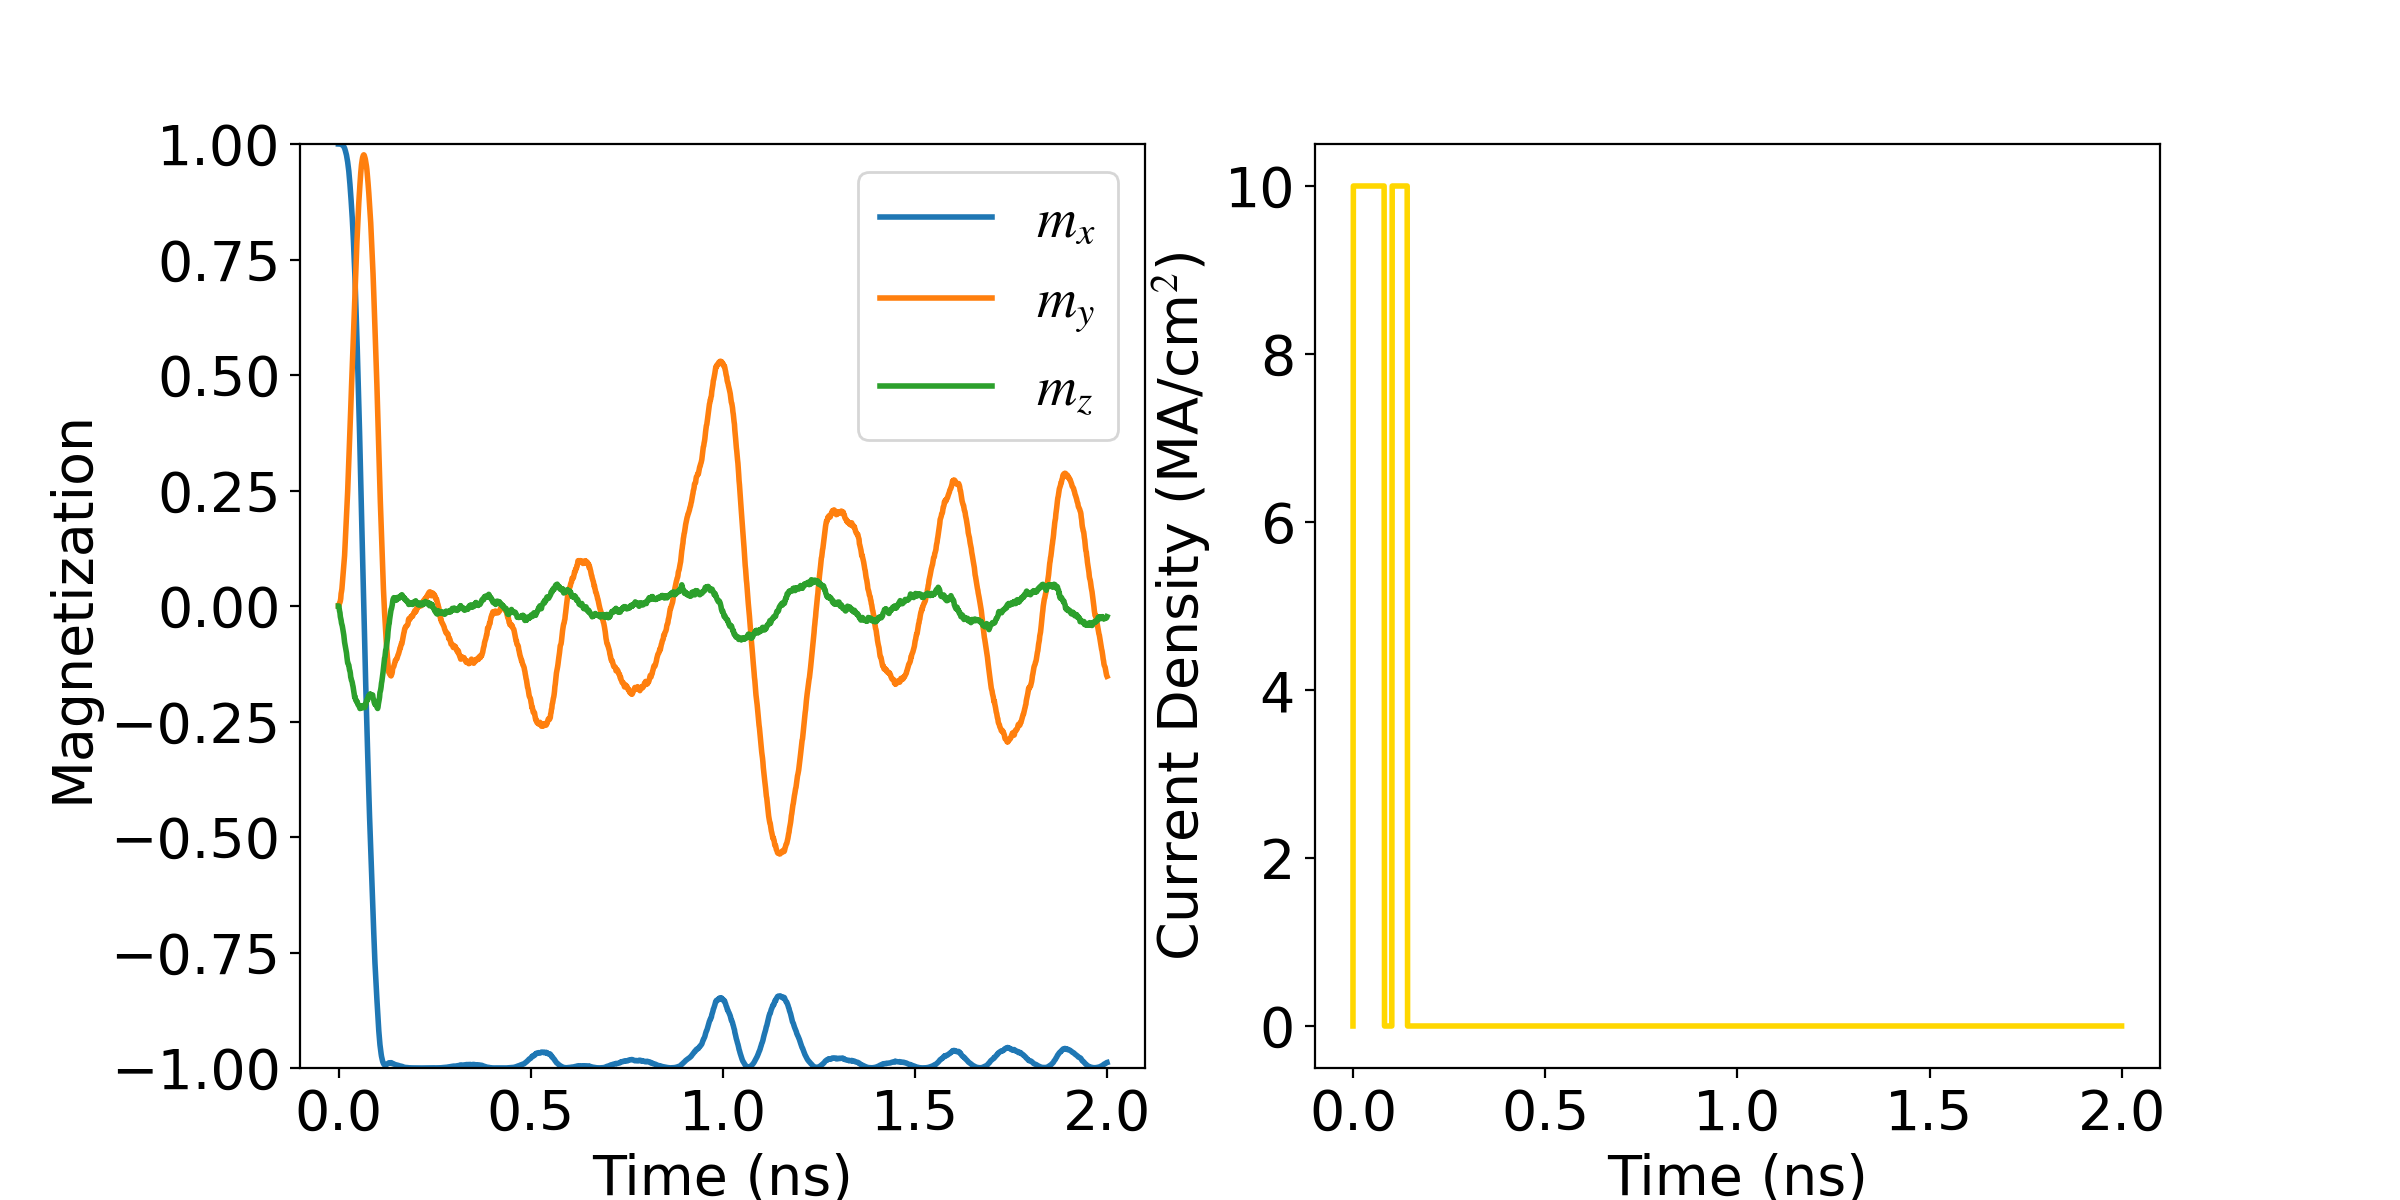 Magnetization
1.00
0.75
0.50
0.25
0.00
−0.25
−0.50
−0.75
−1.00
0.0 0.5 1.0 1.5 2.0
Time (ns)
m_x
m_y
m_z
Current Density (MA/cm²)
10
8
6
4
2
0
0.0 0.5 1.0 1.5 2.0
Time (ns)